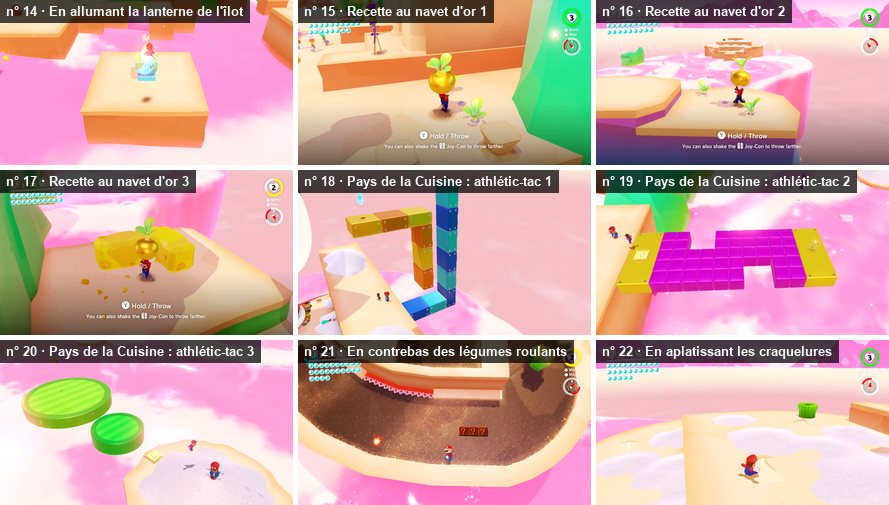 n° 14 · En allumant la lanterne de l'îlot
n° 15 · Recette au navet d'or 1
3
Hold / Throw
You can also shake the Joy-Con to throw farther.
n° 16 · Recette au navet d'or 2
3
Hold / Throw
You can also shake the Joy-Con to throw farther.
n° 17 · Recette au navet d'or 3
2
Hold / Throw
You can also shake the Joy-Con to throw farther.
n° 18 · Pays de la Cuisine : athlétic-tac 1
n° 19 · Pays de la Cuisine : athlétic-tac 2
n° 20 · Pays de la Cuisine : athlétic-tac 3
n° 21 · En contrebas des légumes roulants
n° 22 · En aplatissant les craquelures
3